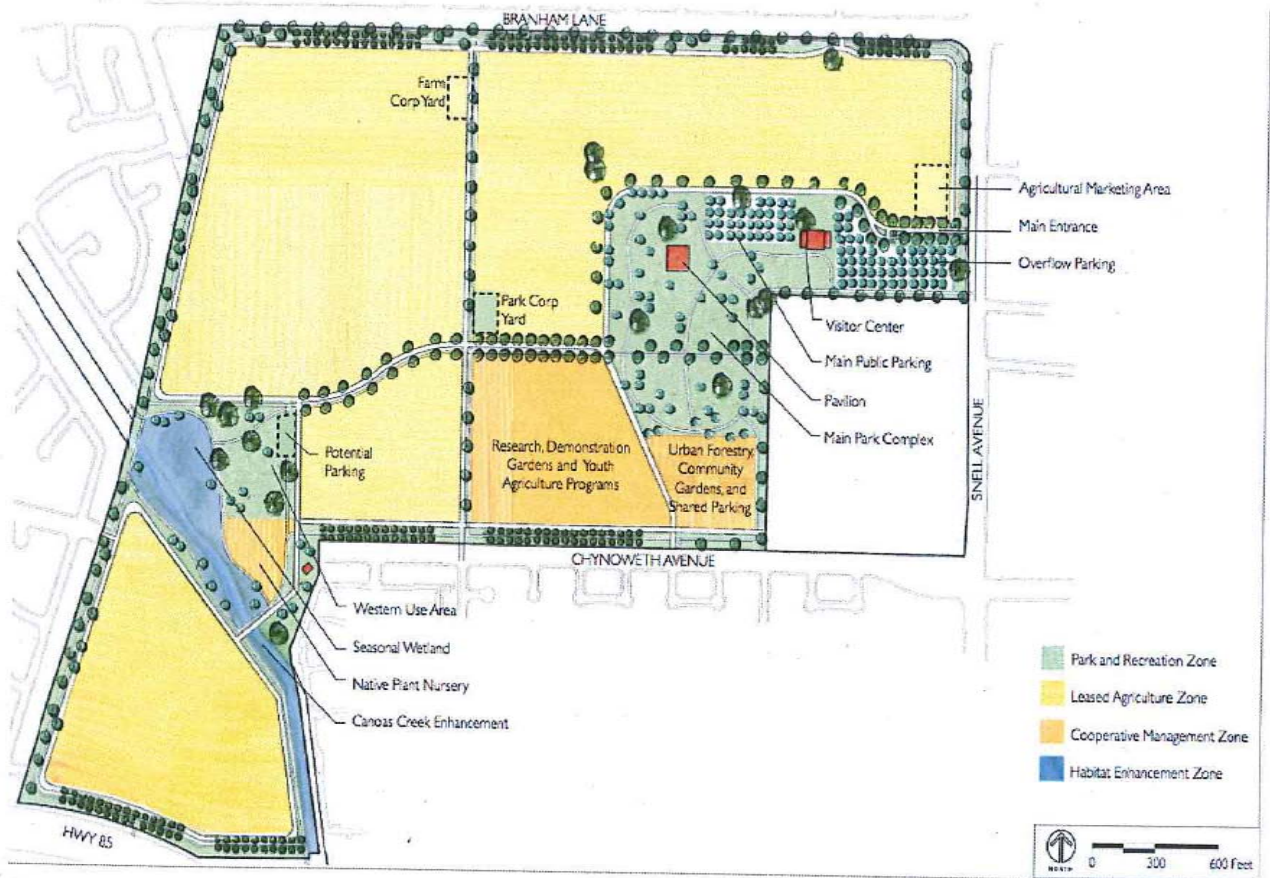 BRANHAM LANE
Farm
Corp Yard
Agricultural Marketing Area
Main Entrance
Overflow Parking
Park Corp
Yard
Visitor Center
Main Public Parking
Pavilion
Main Park Complex
SNELL AVENUE
Potential
Parking
Research, Demonstration
Gardens and Youth
Agriculture Programs
Urban Forestry,
Community
Gardens, and
Shared Parking
CHYNOWETH AVENUE
Western Use Area
Seasonal Wetland
Native Plant Nursery
Canoas Creek Enhancement
HWY 85
Park and Recreation Zone
Leased Agriculture Zone
Cooperative Management Zone
Habitat Enhancement Zone
NORTH
0 300 600 Feet